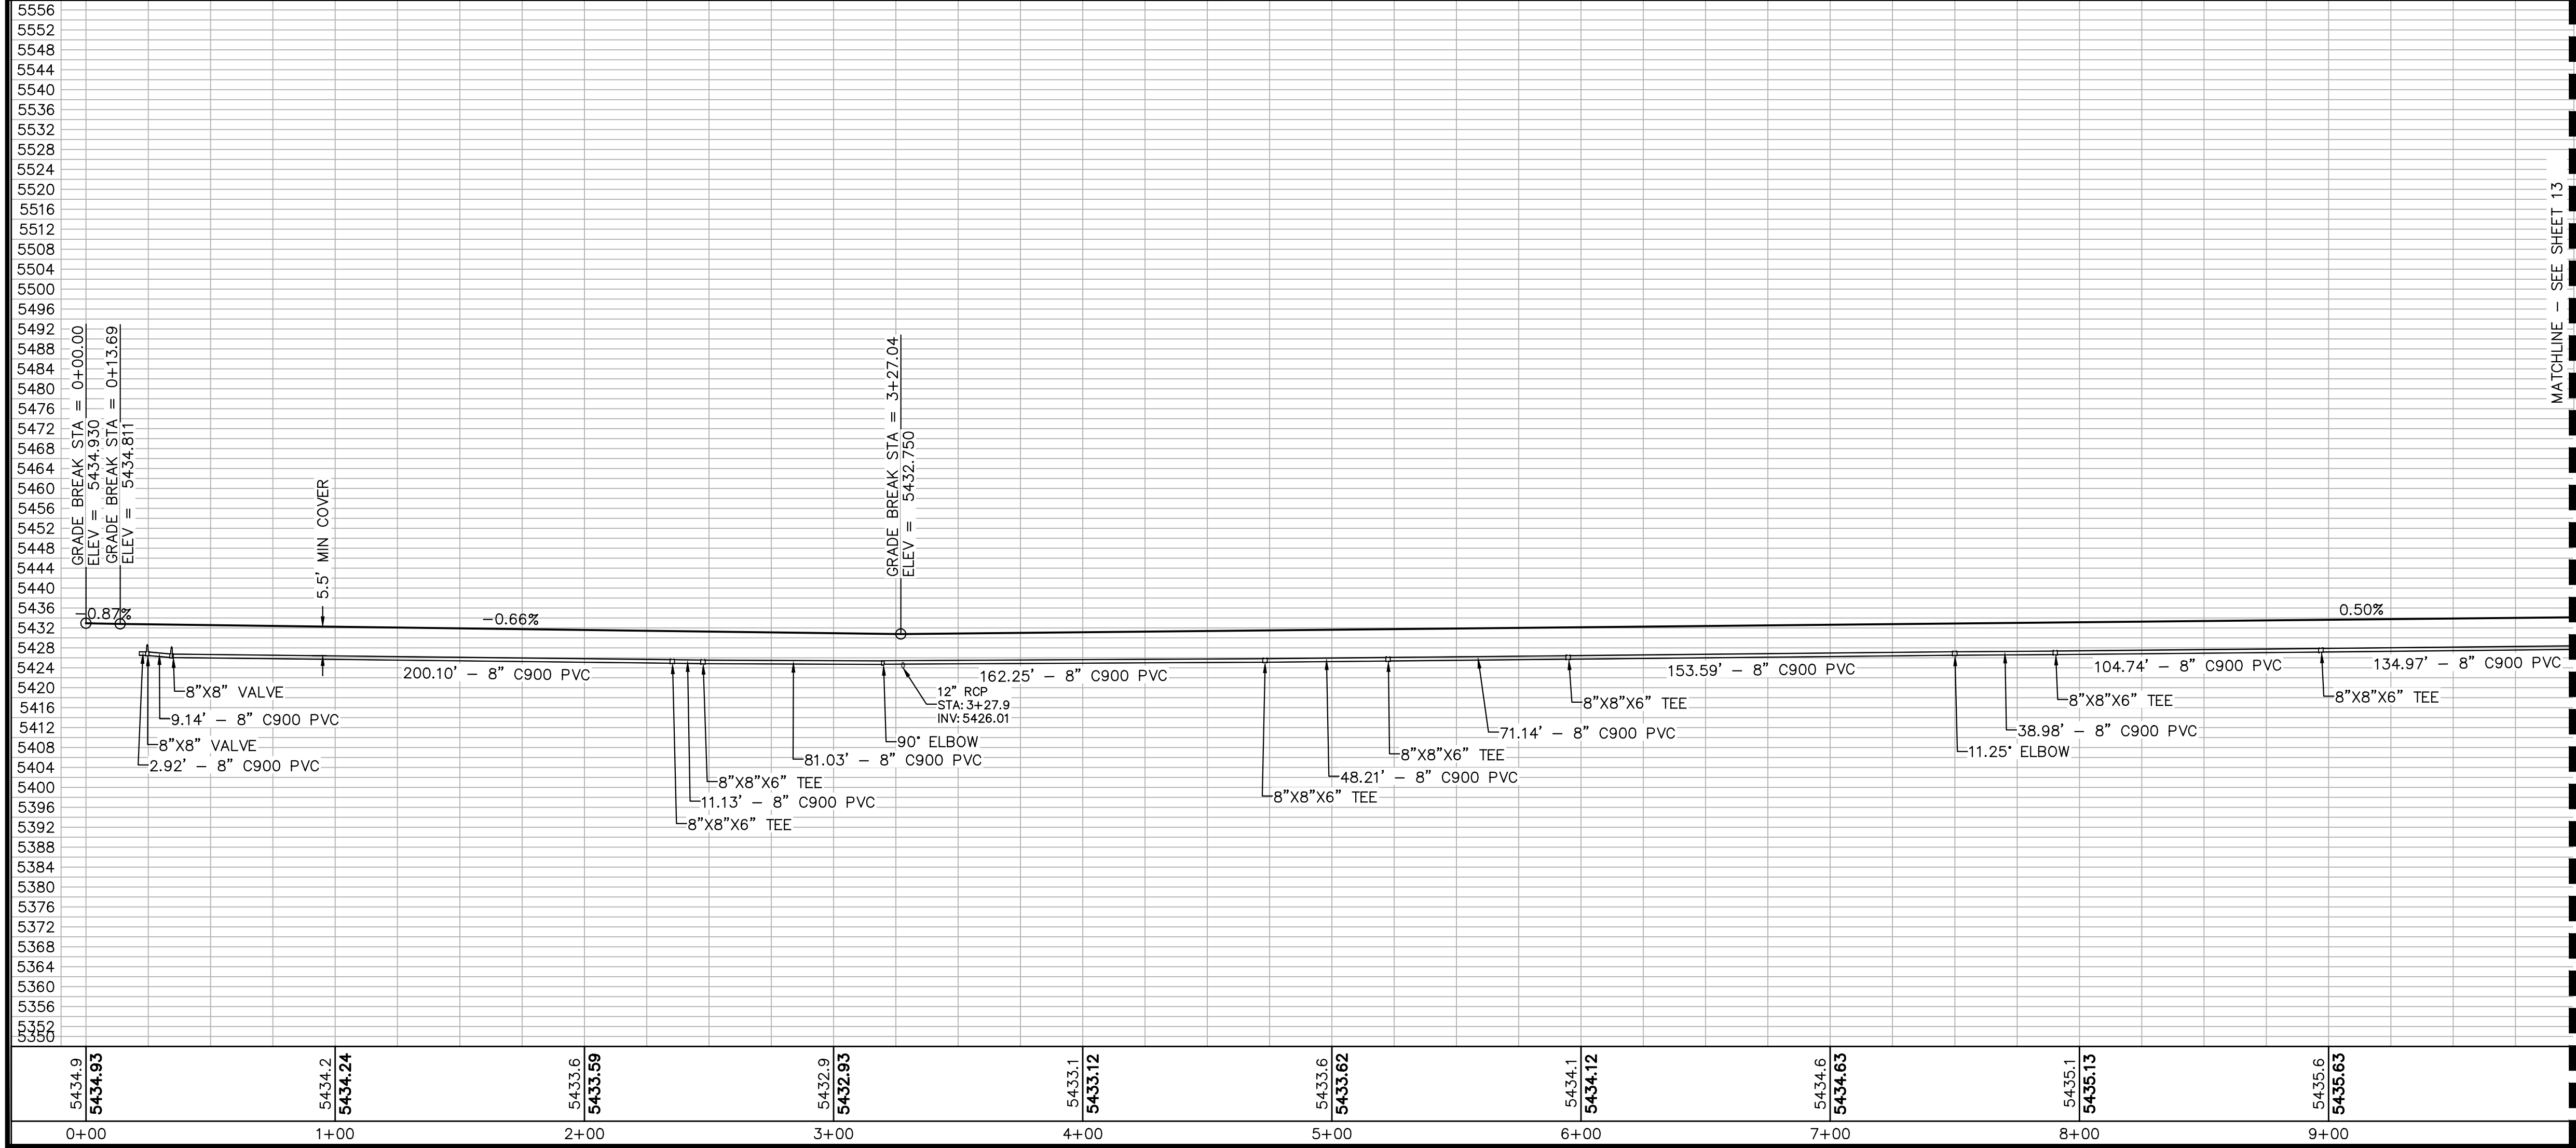 5556
5552
5548
5544
5540
5536
5532
5528
5524
5520
5516
5512
5508
5504
5500
5496
5492
5488
5484
5480
5476
5472
5468
5464
5460
5456
5452
5448
5444
5440
5436
5432
5428
5424
5420
5416
5412
5408
5404
5400
5396
5392
5388
5384
5380
5376
5372
5368
5364
5360
5356
5352
5350
GRADE BREAK STA = 0+00.00
ELEV = 5434.930
GRADE BREAK STA = 0+13.69
ELEV = 5434.811
5.5' MIN COVER
GRADE BREAK STA = 3+27.04
ELEV = 5432.750
MATCHLINE – SEE SHEET 13
–0.87%
–0.66%
0.50%
8"X8" VALVE
9.14' – 8" C900 PVC
8"X8" VALVE
2.92' – 8" C900 PVC
200.10' – 8" C900 PVC
8"X8"X6" TEE
11.13' – 8" C900 PVC
8"X8"X6" TEE
81.03' – 8" C900 PVC
90° ELBOW
12" RCP
STA: 3+27.9
INV: 5426.01
162.25' – 8" C900 PVC
8"X8"X6" TEE
48.21' – 8" C900 PVC
8"X8"X6" TEE
71.14' – 8" C900 PVC
8"X8"X6" TEE
153.59' – 8" C900 PVC
11.25° ELBOW
38.98' – 8" C900 PVC
8"X8"X6" TEE
104.74' – 8" C900 PVC
8"X8"X6" TEE
134.97' – 8" C900 PVC
5434.9
5434.93
5434.2
5434.24
5433.6
5433.59
5432.9
5432.93
5433.1
5433.12
5433.6
5433.62
5434.1
5434.12
5434.6
5434.63
5435.1
5435.13
5435.6
5435.63
0+00
1+00
2+00
3+00
4+00
5+00
6+00
7+00
8+00
9+00